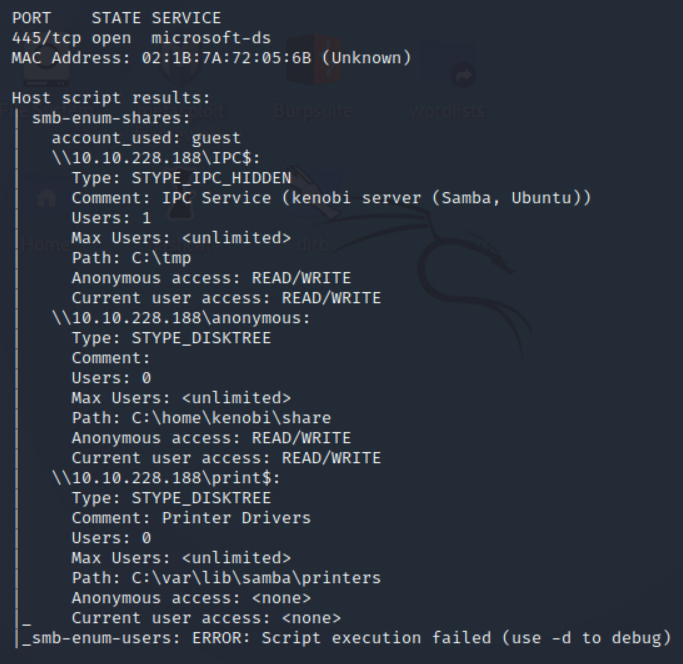 PORT    STATE SERVICE
445/tcp open  microsoft-ds
MAC Address: 02:1B:7A:72:05:6B (Unknown)
Host script results:
| smb-enum-shares:
|   account_used: guest
|   \\10.10.228.188\IPC$:
|     Type: STYPE_IPC_HIDDEN
|     Comment: IPC Service (kenobi server (Samba, Ubuntu))
|     Users: 1
|     Max Users: <unlimited>
|     Path: C:\tmp
|     Anonymous access: READ/WRITE
|     Current user access: READ/WRITE
|   \\10.10.228.188\anonymous:
|     Type: STYPE_DISKTREE
|     Comment:
|     Users: 0
|     Max Users: <unlimited>
|     Path: C:\home\kenobi\share
|     Anonymous access: READ/WRITE
|     Current user access: READ/WRITE
|   \\10.10.228.188\print$:
|     Type: STYPE_DISKTREE
|     Comment: Printer Drivers
|     Users: 0
|     Max Users: <unlimited>
|     Path: C:\var\lib\samba\printers
|     Anonymous access: <none>
|_    Current user access: <none>
|_smb-enum-users: ERROR: Script execution failed (use -d to debug)
Burpsuite
wordlists
Home